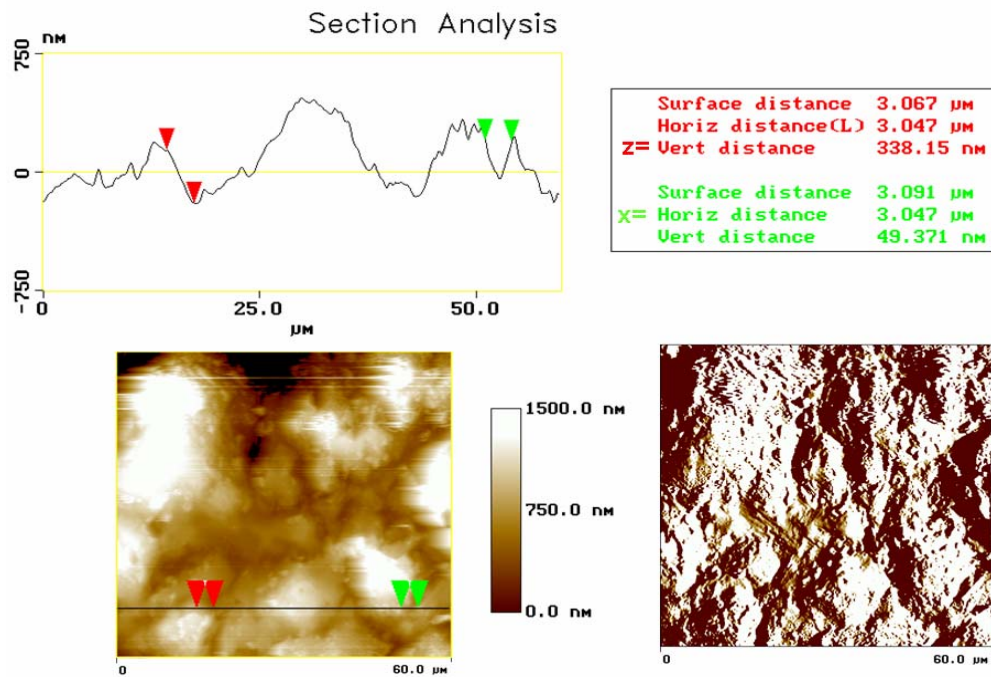 Section Analysis
nM
750
0
- 750
0
25.0
50.0
μM
Surface distance 3.067 μM
Horiz distance(L) 3.047 μM
z= Vert distance 338.15 nM
Surface distance 3.091 μM
x= Horiz distance 3.047 μM
Vert distance 49.371 nM
1500.0 nM
750.0 nM
0.0 nM
0
60.0 μM
0
60.0 μM